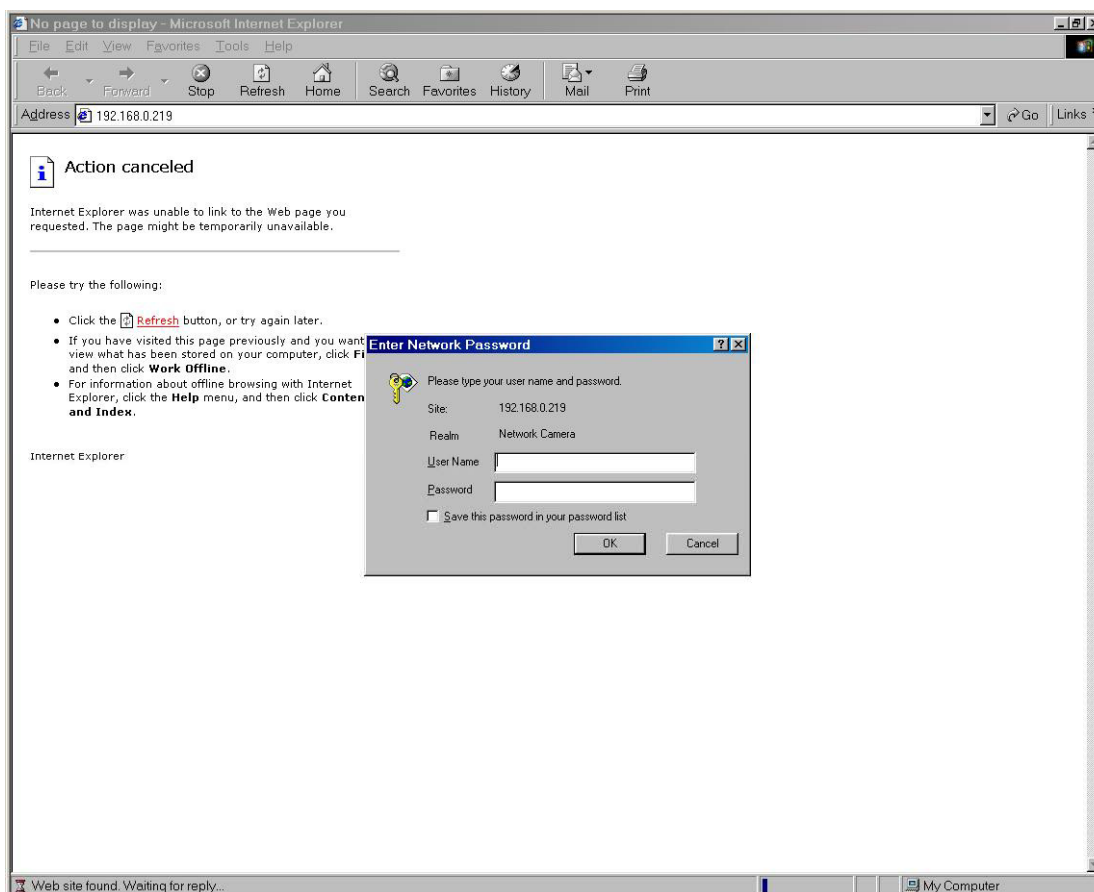 No page to display - Microsoft Internet Explorer
File Edit View Favorites Tools Help
Back Forward Stop Refresh Home Search Favorites History Mail Print
Address 192.168.0.219 Go Links
Action canceled
Internet Explorer was unable to link to the Web page you
requested. The page might be temporarily unavailable.
Please try the following:
Click the Refresh button, or try again later.
If you have visited this page previously and you want
view what has been stored on your computer, click Fi
and then click Work Offline.
For information about offline browsing with Internet
Explorer, click the Help menu, and then click Conten
and Index.
Internet Explorer
Enter Network Password
Please type your user name and password.
Site: 192.168.0.219
Realm Network Camera
User Name
Password
Save this password in your password list
OK Cancel
Web site found. Waiting for reply... My Computer